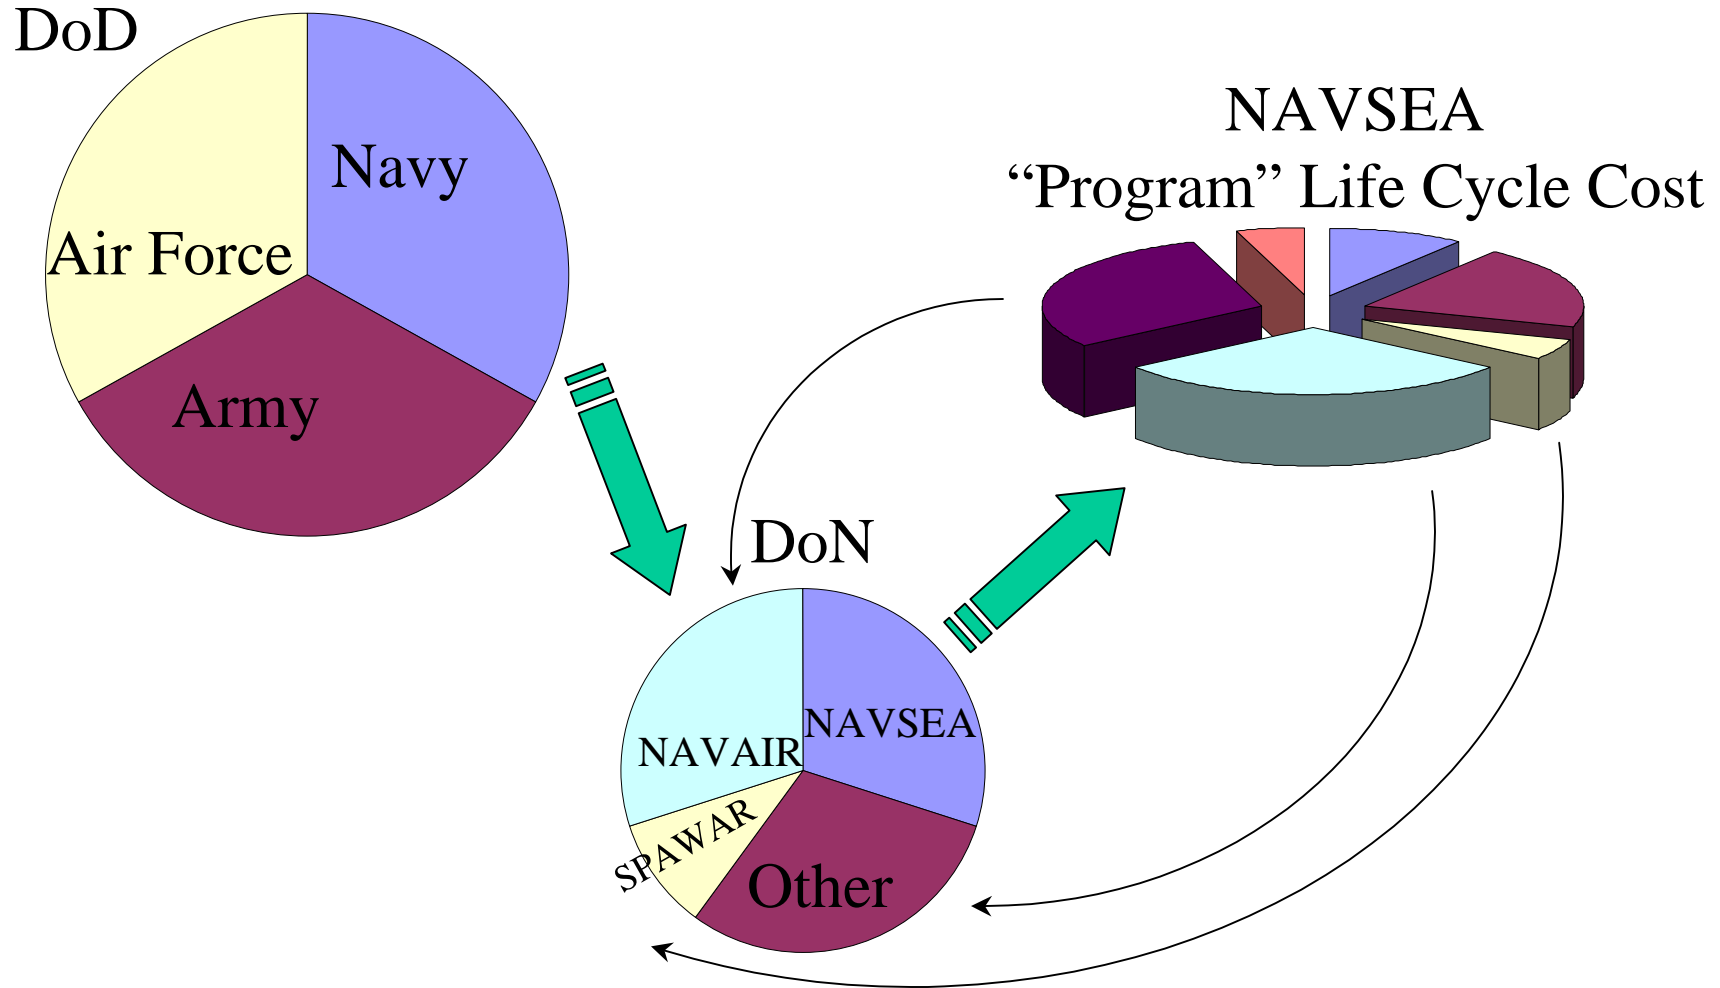 DoD
Navy
Air Force
Army
NAVSEA
“Program” Life Cycle Cost
DoN
NAVSEA
NAVAIR
SPAWAR
Other